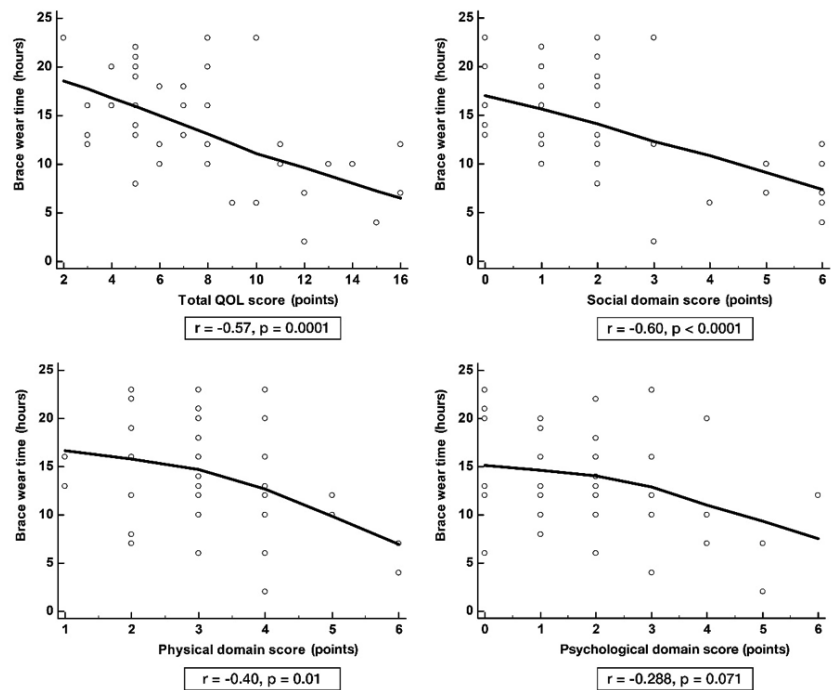 25
20
15
10
5
0
Brace wear time (hours)
2 4 6 8 10 12 14 16
Total QOL score (points)
r = -0.57, p = 0.0001
25
20
15
10
5
0
Brace wear time (hours)
0 1 2 3 4 5 6
Social domain score (points)
r = -0.60, p < 0.0001
25
20
15
10
5
0
Brace wear time (hours)
1 2 3 4 5 6
Physical domain score (points)
r = -0.40, p = 0.01
25
20
15
10
5
0
Brace wear time (hours)
0 1 2 3 4 5 6
Psychological domain score (points)
r = -0.288, p = 0.071